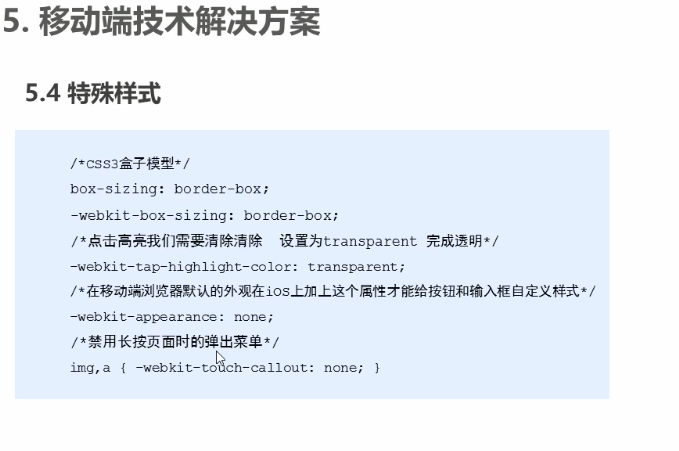 5. 移动端技术解决方案
5.4 特殊样式
/*CSS3盒子模型*/
box-sizing: border-box;
-webkit-box-sizing: border-box;
/*点击高亮我们需要清除清除  设置为transparent 完成透明*/
-webkit-tap-highlight-color: transparent;
/*在移动端浏览器默认的外观在iOS上加上这个属性才能给按钮和输入框自定义样式*/
-webkit-appearance: none;
/*禁用长按页面时的弹出菜单*/
img,a { -webkit-touch-callout: none; }